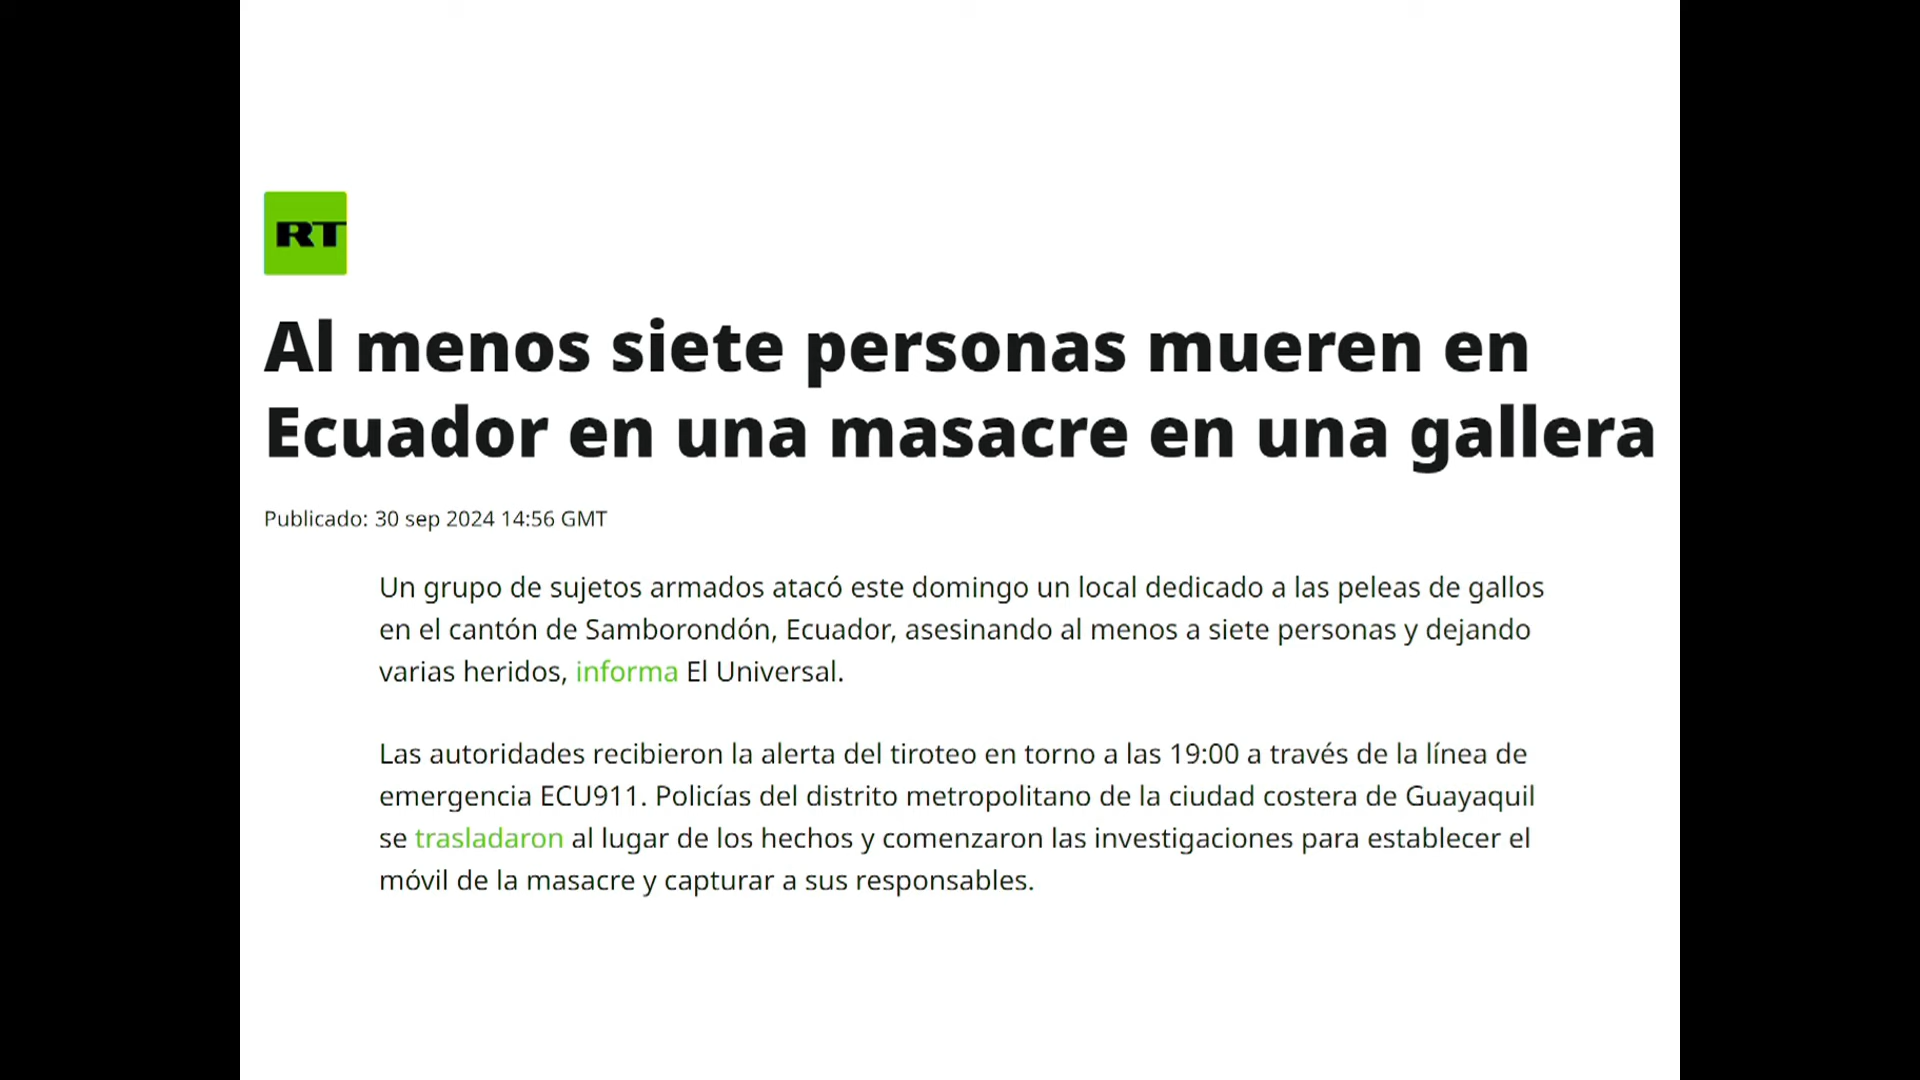 RT
Al menos siete personas mueren en
Ecuador en una masacre en una gallera
Publicado: 30 sep 2024 14:56 GMT
Un grupo de sujetos armados atacó este domingo un local dedicado a las peleas de gallos
en el cantón de Samborondón, Ecuador, asesinando al menos a siete personas y dejando
varias heridos, informa El Universal.
Las autoridades recibieron la alerta del tiroteo en torno a las 19:00 a través de la línea de
emergencia ECU911. Policías del distrito metropolitano de la ciudad costera de Guayaquil
se trasladaron al lugar de los hechos y comenzaron las investigaciones para establecer el
móvil de la masacre y capturar a sus responsables.